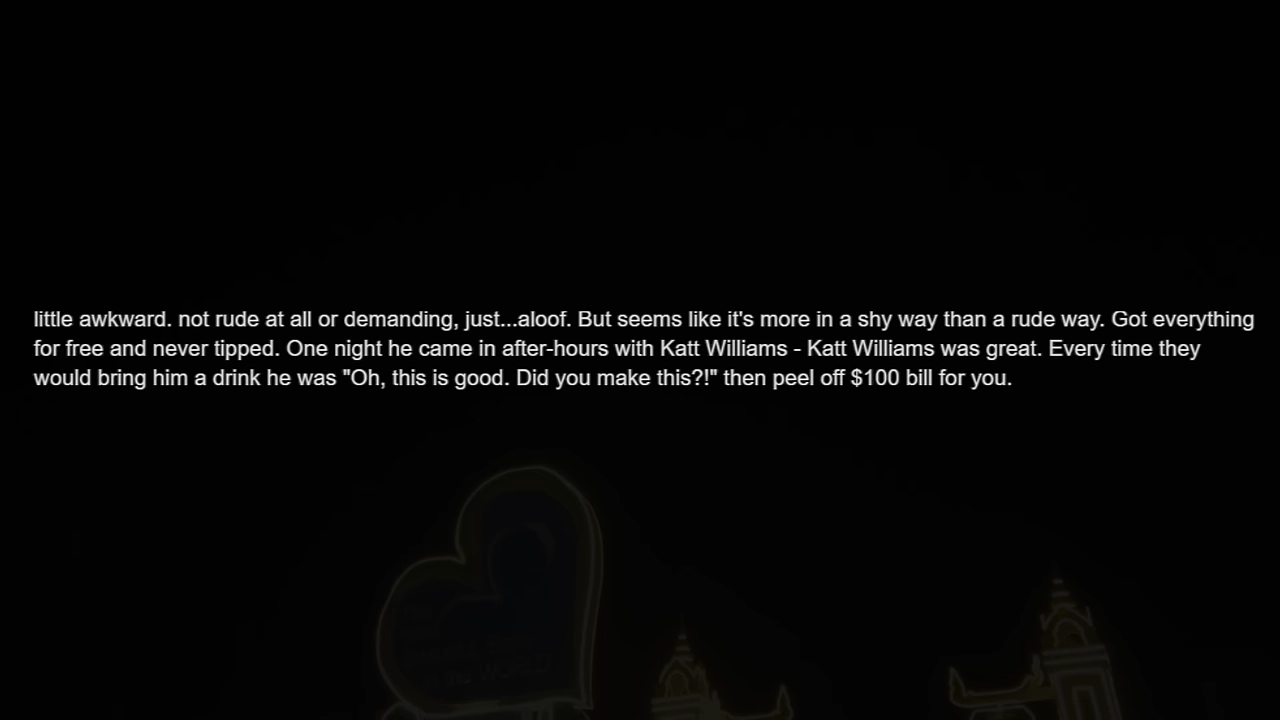 little awkward. not rude at all or demanding, just...aloof. But seems like it's more in a shy way than a rude way. Got everything
for free and never tipped. One night he came in after-hours with Katt Williams - Katt Williams was great. Every time they
would bring him a drink he was "Oh, this is good. Did you make this?!" then peel off $100 bill for you.
WORLD